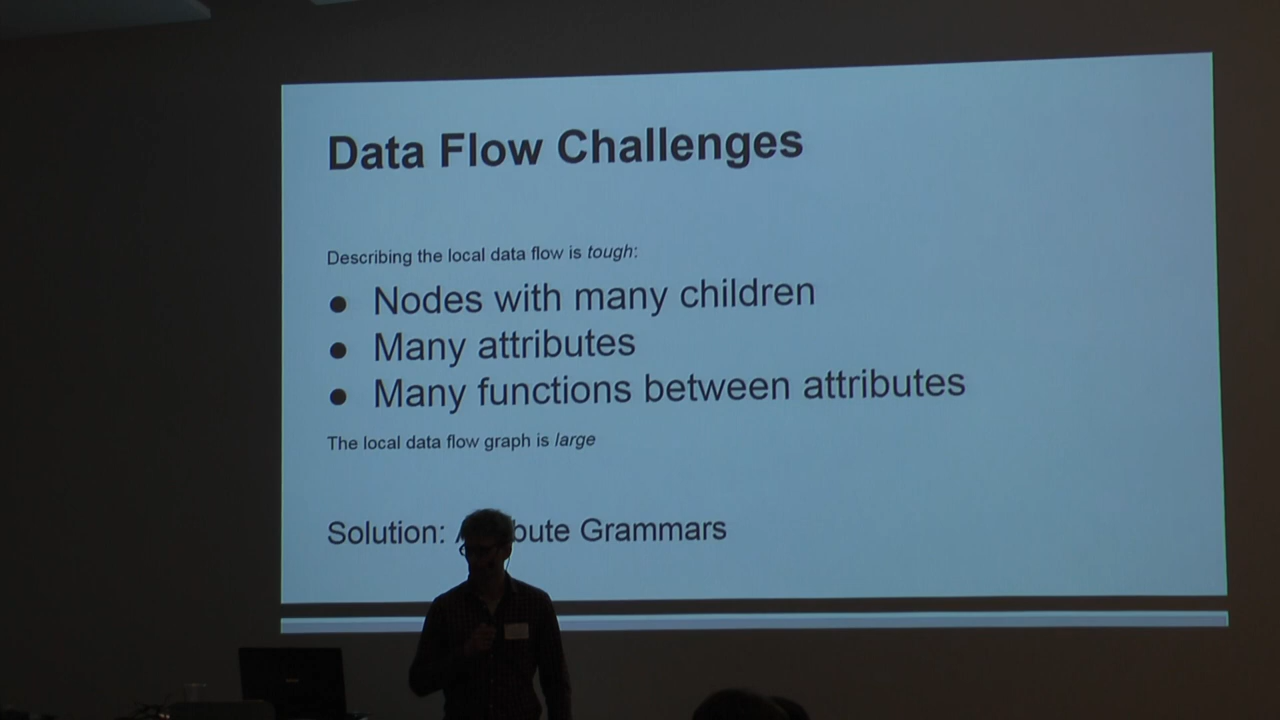 Data Flow Challenges
Describing the local data flow is tough:
● Nodes with many children
● Many attributes
● Many functions between attributes
The local data flow graph is large
Solution: Grammars